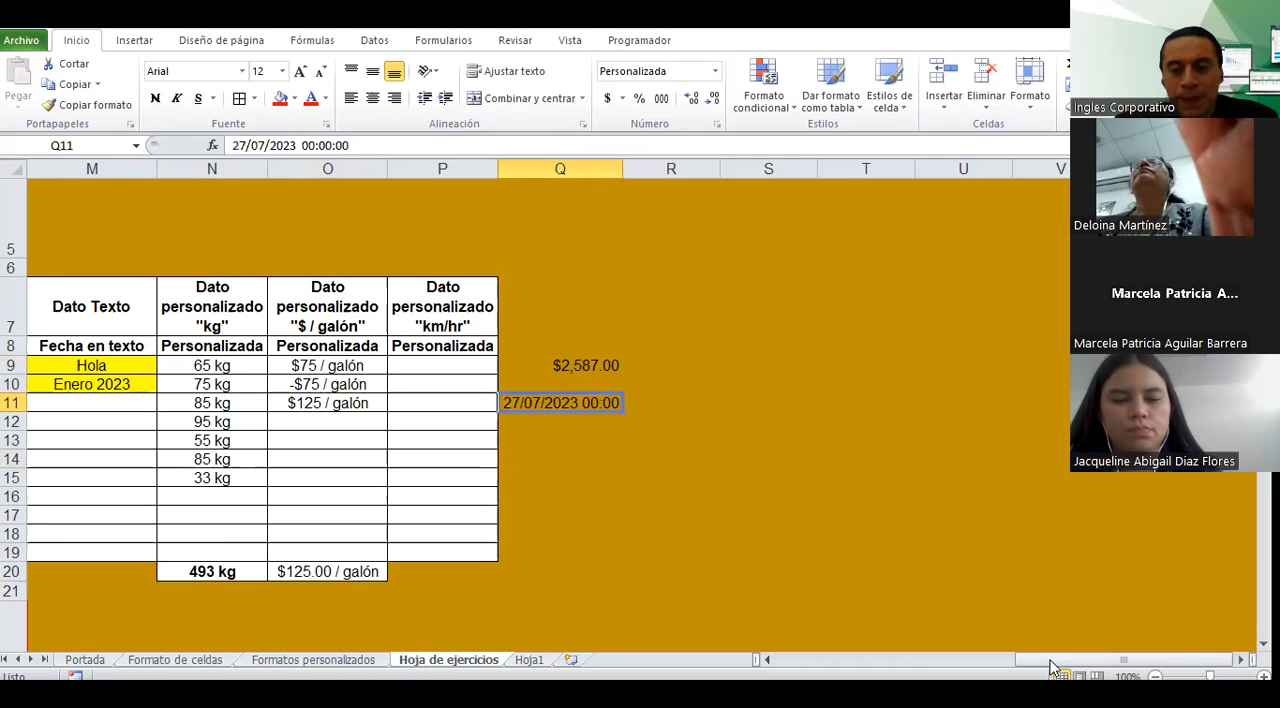 Archivo Inicio Insertar Diseño de página Fórmulas Datos Formularios Revisar Vista Programador
Pegar
Cortar
Copiar
Copiar formato
Portapapeles
Arial 12
N K S
Fuente
Ajustar texto
Combinar y centrar
Alineación
Personalizada
$ % 000
Número
Formato condicional
Dar formato como tabla
Estilos de celda
Estilos
Insertar Eliminar Formato
Celdas
Q11 fx 27/07/2023 00:00:00
M N O P Q R S T U V
5
6
7 Dato Texto Dato personalizado "kg" Dato personalizado "$ / galón" Dato personalizado "km/hr"
8 Fecha en texto Personalizada Personalizada Personalizada
9 Hola 65 kg $75 / galón $2,587.00
10 Enero 2023 75 kg -$75 / galón
11 85 kg $125 / galón 27/07/2023 00:00
12 95 kg
13 55 kg
14 85 kg
15 33 kg
16
17
18
19
20 493 kg $125.00 / galón
21
Portada Formato de celdas Formatos personalizados Hoja de ejercicios Hoja1
Listo 100%
Ingles Corporativo
Deloina Martínez
Marcela Patricia A...
Marcela Patricia Aguilar Barrera
Jacqueline Abigail Diaz Flores